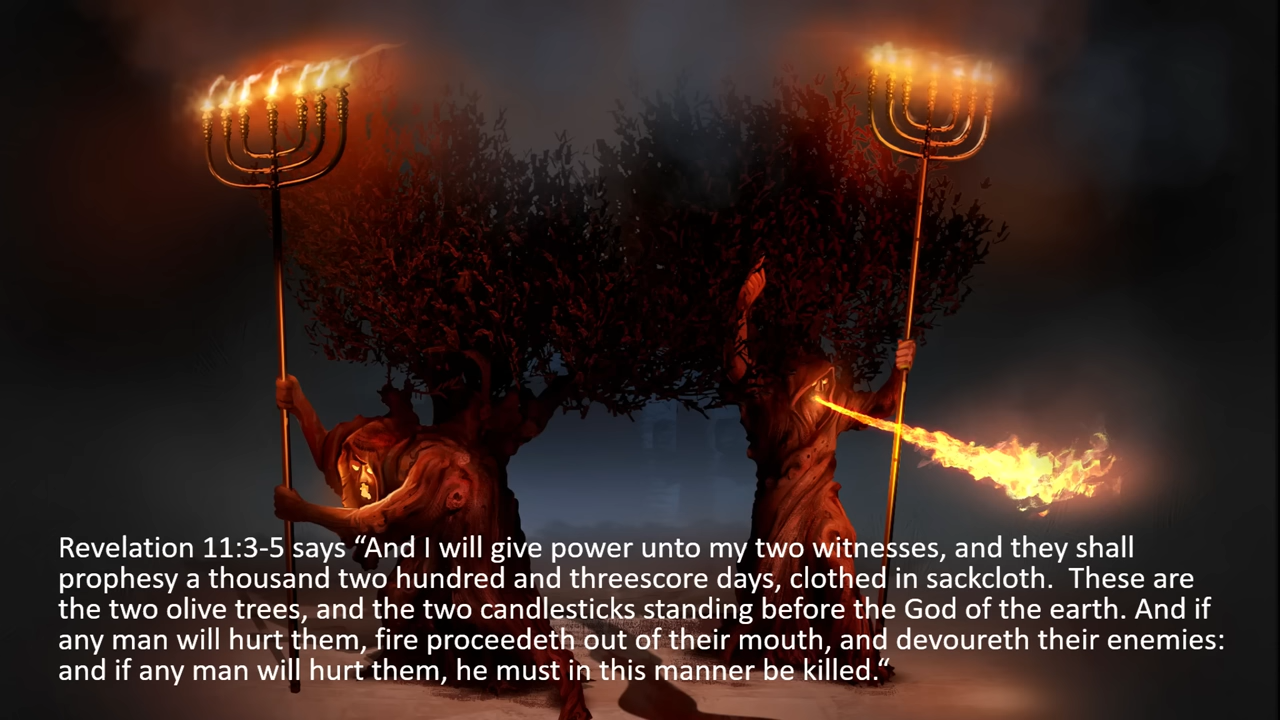 Revelation 11:3-5 says “And I will give power unto my two witnesses, and they shall
prophesy a thousand two hundred and threescore days, clothed in sackcloth.  These are
the two olive trees, and the two candlesticks standing before the God of the earth. And if
any man will hurt them, fire proceedeth out of their mouth, and devoureth their enemies:
and if any man will hurt them, he must in this manner be killed.“